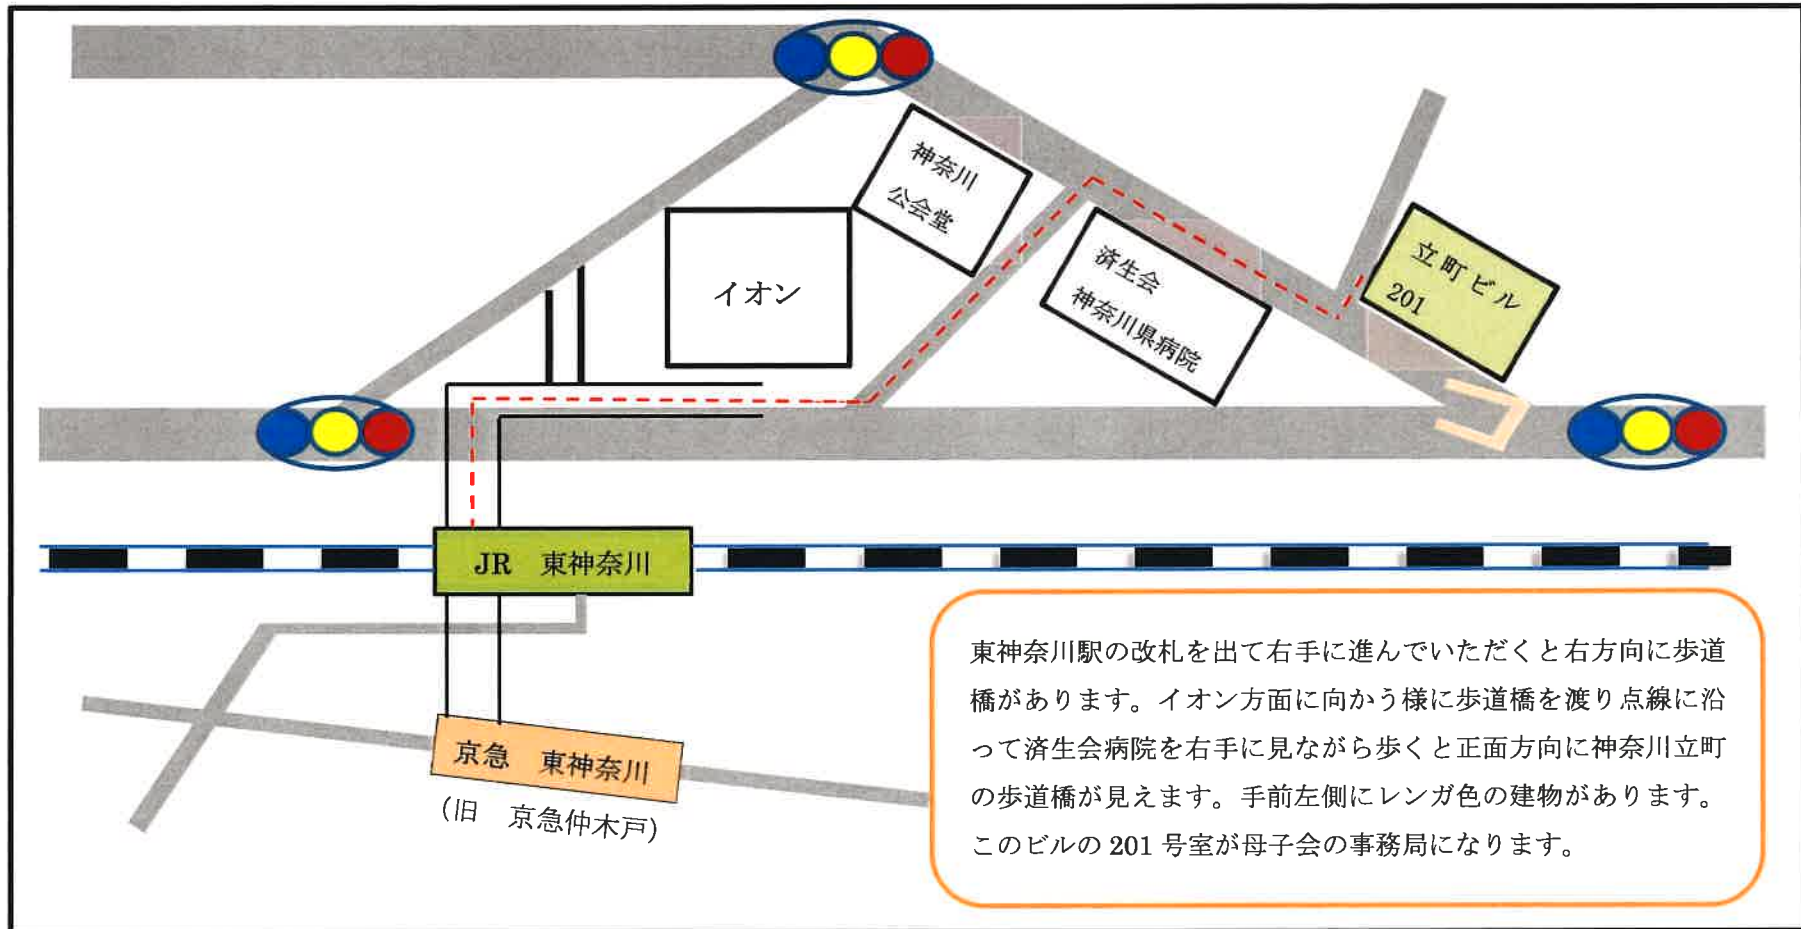 神奈川
公会堂
イオン
済生会
神奈川県病院
立町ビル
201
JR 東神奈川
京急 東神奈川
(旧 京急仲木戸)
東神奈川駅の改札を出て右手に進んでいただくと右方向に歩道
橋があります。イオン方面に向かう様に歩道橋を渡り点線に沿
って済生会病院を右手に見ながら歩くと正面方向に神奈川立町
の歩道橋が見えます。手前左側にレンガ色の建物があります。
このビルの 201 号室が母子会の事務局になります。